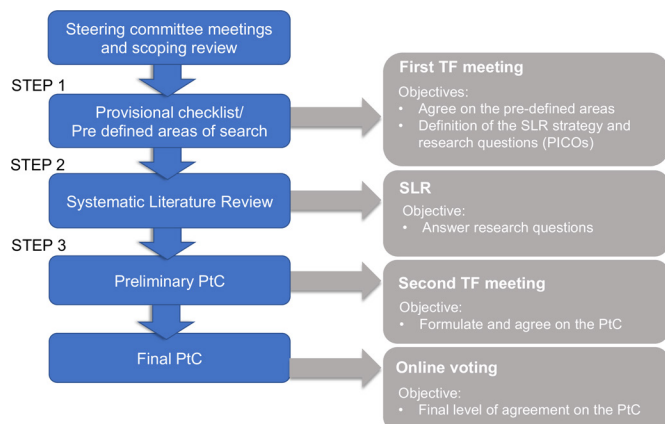 Steering committee meetings
and scoping review
STEP 1
Provisional checklist/
Pre defined areas of search
First TF meeting
Objectives:
• Agree on the pre-defined areas
• Definition of the SLR strategy and
research questions (PICOs)
STEP 2
Systematic Literature Review
SLR
Objective:
• Answer research questions
STEP 3
Preliminary PtC
Second TF meeting
Objective:
• Formulate and agree on the PtC
Final PtC
Online voting
Objective:
• Final level of agreement on the PtC